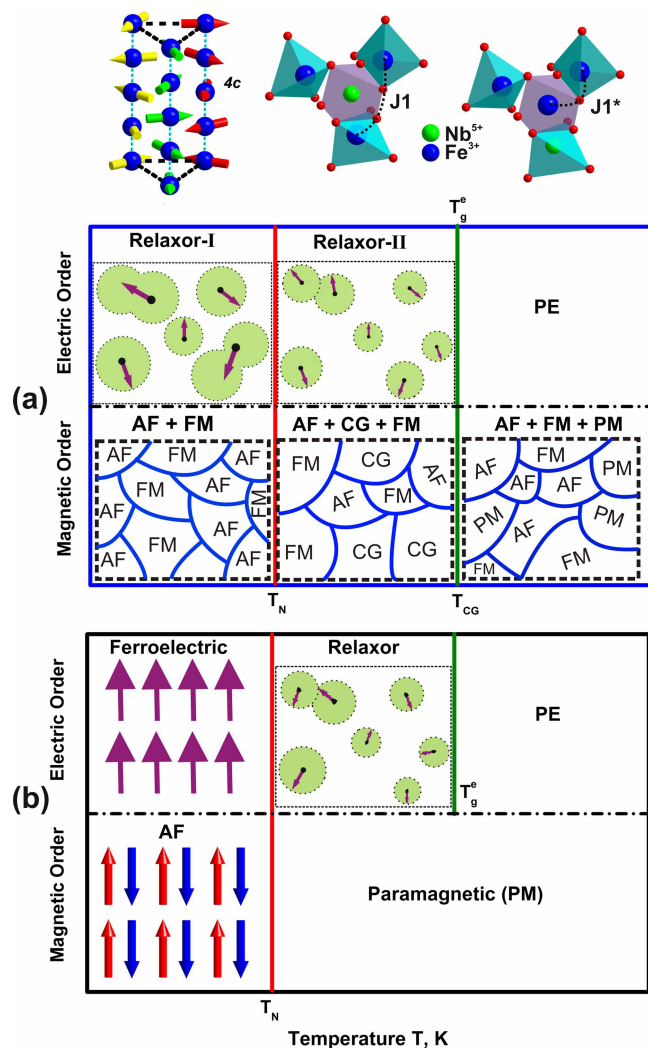 4c
J1
J1*
Nb5+
Fe3+
Tge
Relaxor-I
Relaxor-II
PE
Electric Order
(a)
AF + FM
AF + CG + FM
AF + FM + PM
Magnetic Order
AF FM AF
FM AF FM
AF
FM AF
AF AF
FM CG AF
AF FM
FM CG CG
AF FM PM
AF AF
PM AF PM
FM FM
TN
TCG
Ferroelectric
Relaxor
PE
Electric Order
Tge
(b)
AF
Magnetic Order
Paramagnetic (PM)
TN
Temperature T, K